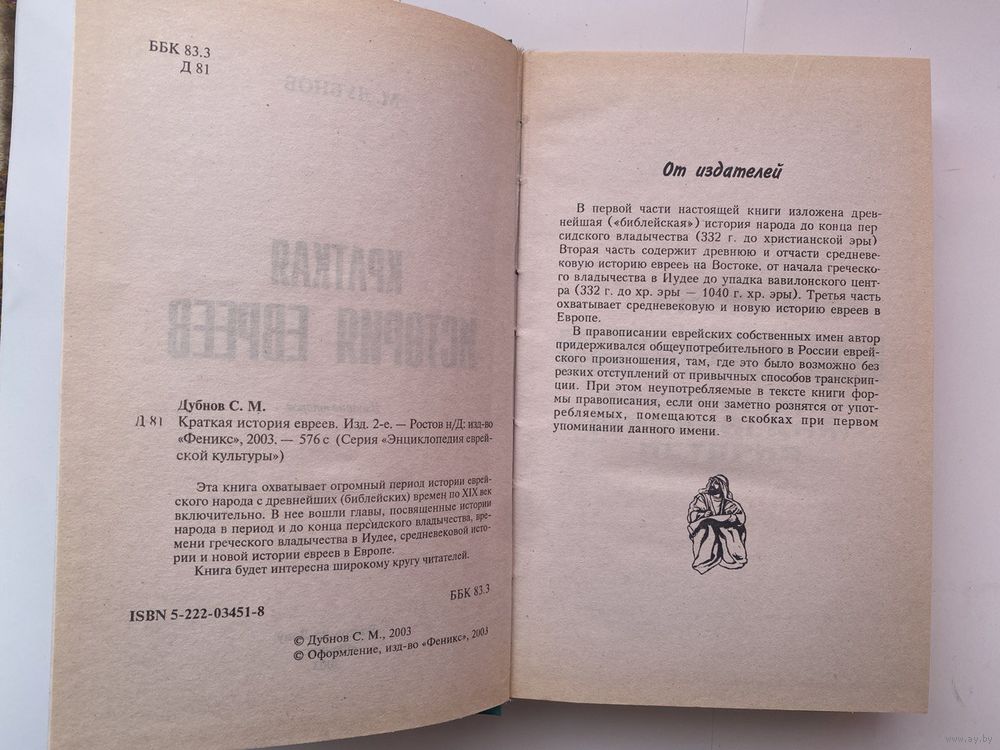 ББК 83.3
Д 81
Дубнов С. М.
Д 81 Краткая история евреев. Изд. 2-е. — Ростов н/Д: изд-во
«Феникс», 2003. — 576 с (Серия «Энциклопедия еврей-
ской культуры»)
Эта книга охватывает огромный период истории еврей-
ского народа с древнейших (библейских) времен по XIX век
включительно. В нее вошли главы, посвященные истории
народа в период и до конца персидского владычества, вре-
мени греческого владычества в Иудее, средневековой исто-
рии и новой истории евреев в Европе.
Книга будет интересна широкому кругу читателей.
ISBN 5-222-03451-8
ББК 83.3
© Дубнов С. М., 2003
© Оформление, изд-во «Феникс», 2003
От издателей
В первой части настоящей книги изложена древ-
нейшая («библейская») история народа до конца пер
сидского владычества (332 г. до христианской эры)
Вторая часть содержит древнюю и отчасти средневе-
ковую историю евреев на Востоке, от начала греческо-
го владычества в Иудее до упадка вавилонского цент-
ра (332 г. до хр. эры — 1040 г. хр. эры). Третья часть
охватывает средневековую и новую историю евреев в
Европе.
В правописании еврейских собственных имен автор
придерживался общеупотребительного в России еврей-
ского произношения, там, где это было возможно без
резких отступлений от привычных способов транскрип-
ции. При этом неупотребляемые в тексте книги фор-
мы правописания, если они заметно рознятся от упот-
ребляемых, помещаются в скобках при первом
упоминании данного имени.
www.ay.by